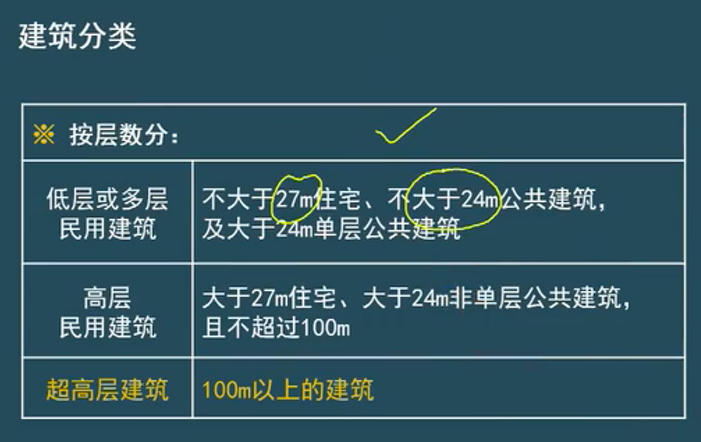 建筑分类
※ 按层数分：
低层或多层
民用建筑
不大于27m住宅、不大于24m公共建筑，
及大于24m单层公共建筑
高层
民用建筑
大于27m住宅、大于24m非单层公共建筑，
且不超过100m
超高层建筑
100m以上的建筑